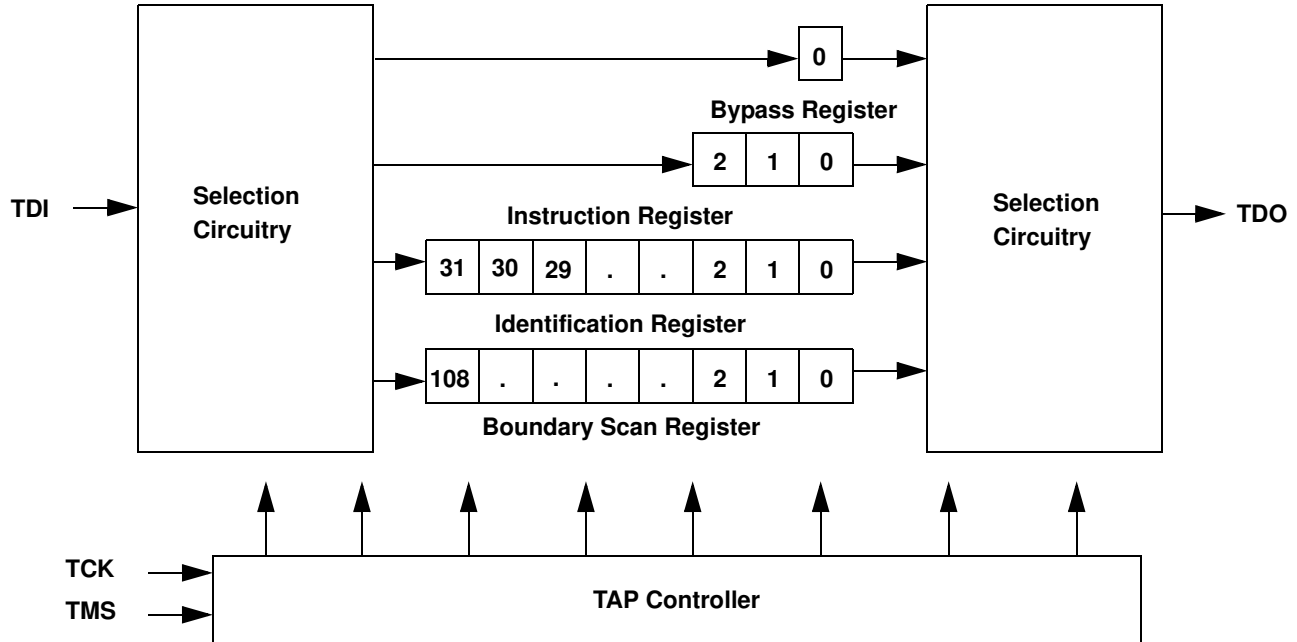 0
Bypass Register
2 1 0
Selection
Circuitry
Selection
Circuitry
TDI
TDO
Instruction Register
31 30 29 . . 2 1 0
Identification Register
108 . . . . 2 1 0
Boundary Scan Register
TCK
TMS
TAP Controller